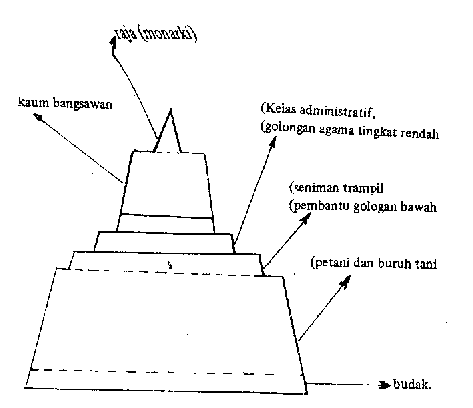 raja (monarki)
kaum bangsawan
(Kelas administratif,
(golongan agama tingkat rendah
(seniman trampil
(pembantu gologan bawah
(petani dan buruh tani
budak.